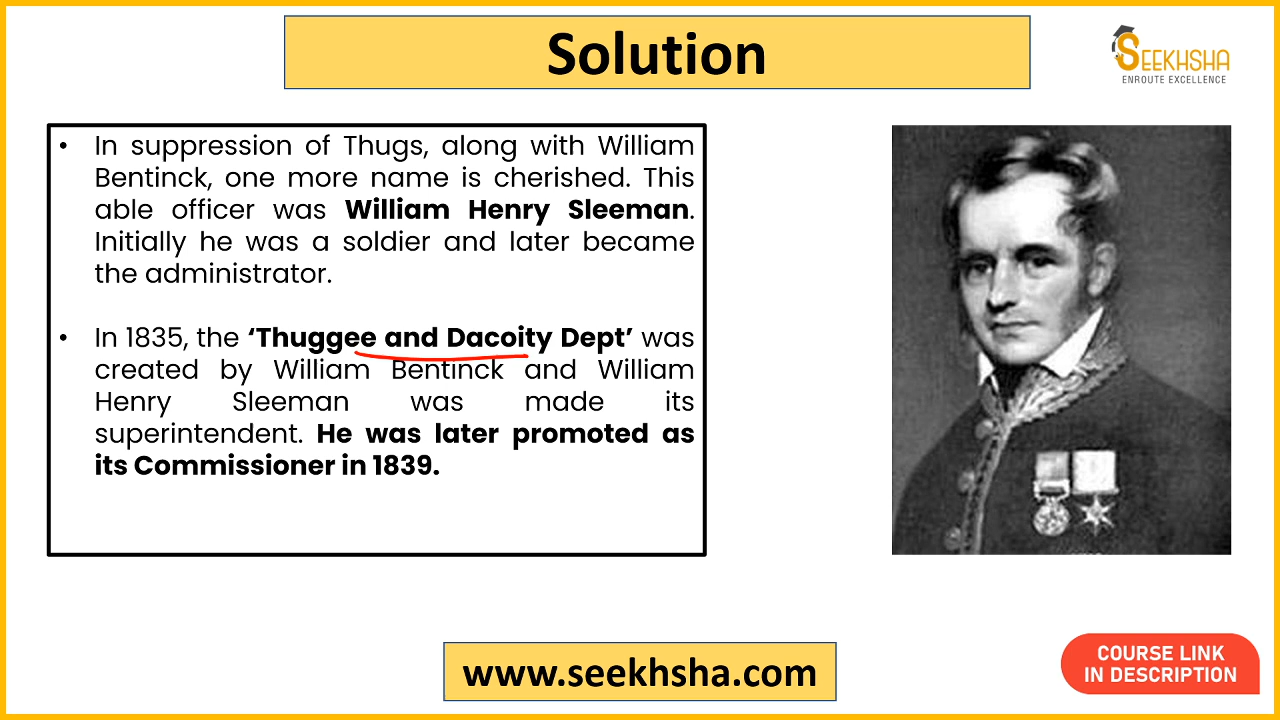 Solution
SEEKHSHA
ENROUTE EXCELLENCE
• In suppression of Thugs, along with William
Bentinck, one more name is cherished. This
able officer was William Henry Sleeman.
Initially he was a soldier and later became
the administrator.
• In 1835, the ‘Thuggee and Dacoity Dept’ was
created by William Bentinck and William
Henry Sleeman was made its
superintendent. He was later promoted as
its Commissioner in 1839.
www.seekhsha.com
COURSE LINK
IN DESCRIPTION